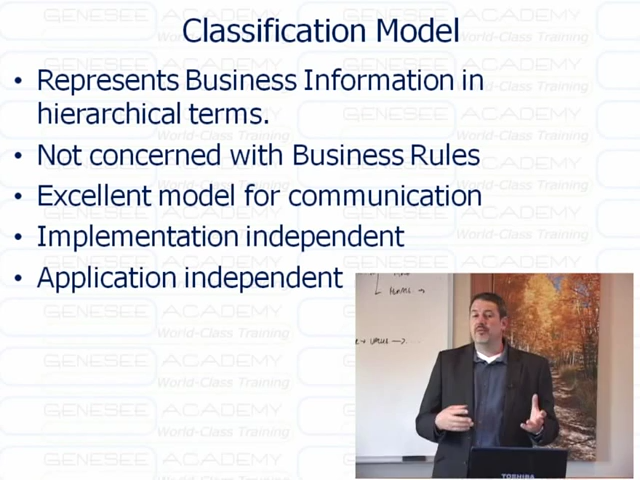 Classification Model
• Represents Business Information in
hierarchical terms.
• Not concerned with Business Rules
• Excellent model for communication
• Implementation independent
• Application independent
GENESEE ACADEMY
World-Class Training
TOSHIBA